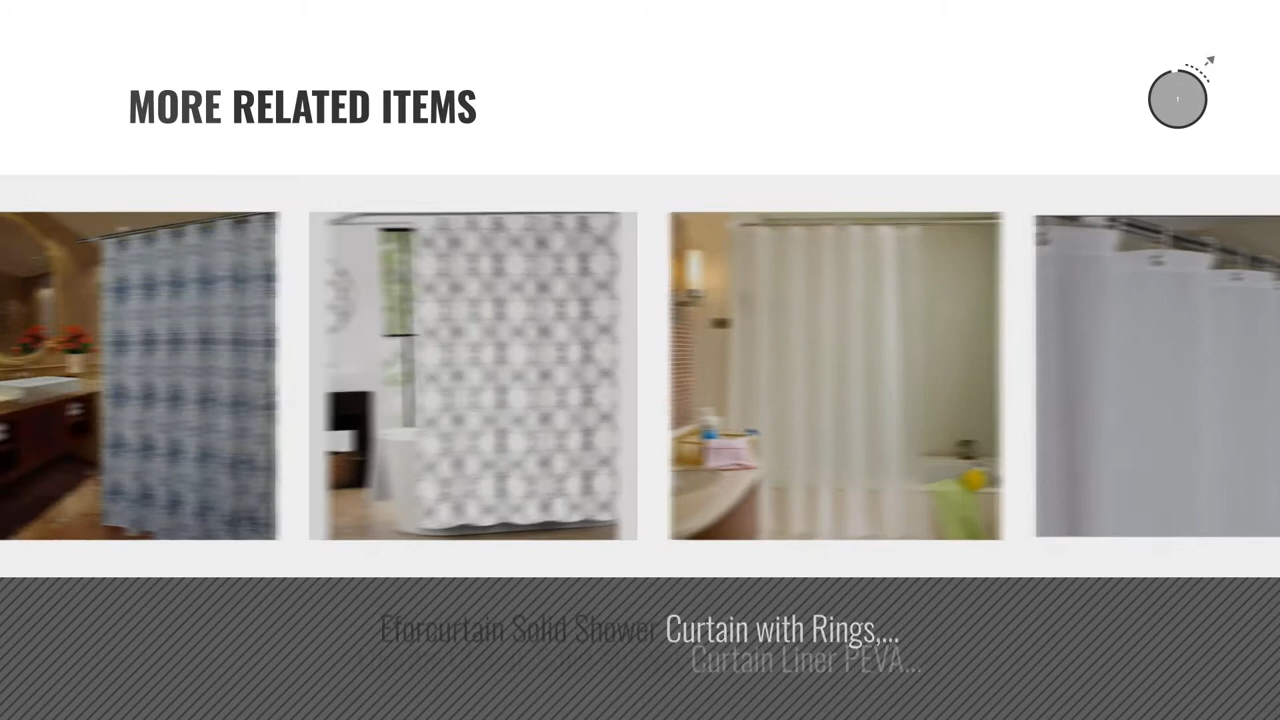 MORE RELATED ITEMS
Eforcurtain Solid Shower Curtain with Rings,...
Curtain Liner PEVA...